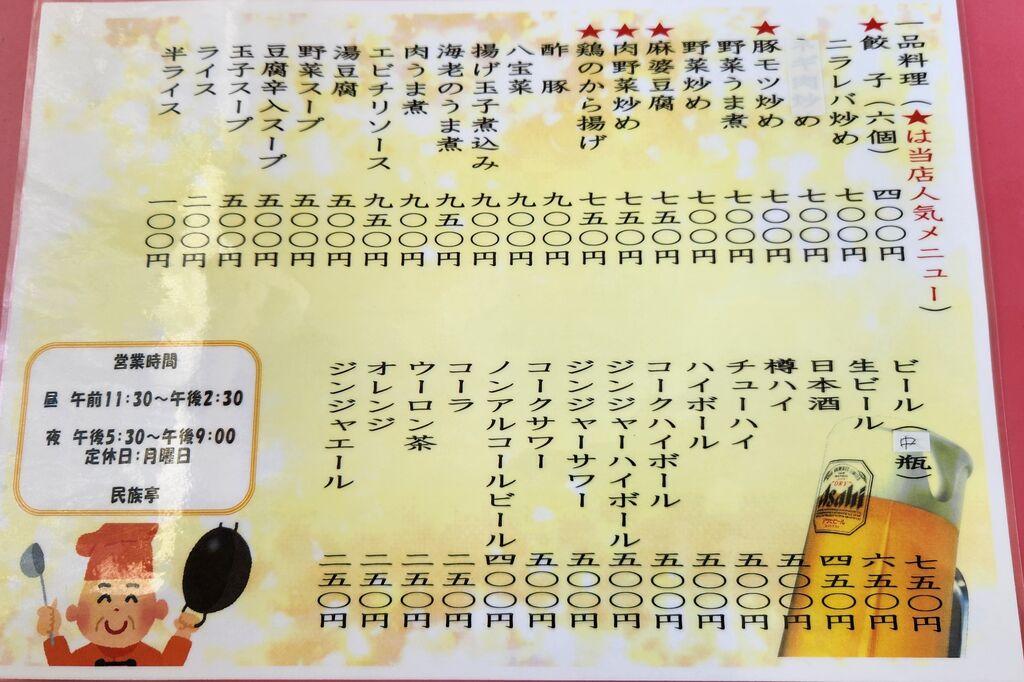 一品料理（★は当店人気メニュー）
★餃子（六個） 四〇〇円
ニラレバ炒め 七〇〇円
ネギ肉炒め 七〇〇円
★豚モツ炒め 七〇〇円
野菜うま煮 七〇〇円
野菜炒め 七〇〇円
★麻婆豆腐 七五〇円
★肉野菜炒め 七五〇円
★鶏のから揚げ 七五〇円
酢豚 九〇〇円
八宝菜 九〇〇円
揚げ玉子煮込み 九〇〇円
海老のうま煮 九五〇円
肉うま煮 九〇〇円
エビチリソース 九五〇円
湯豆腐 五〇〇円
野菜スープ 五〇〇円
豆腐辛入スープ 五〇〇円
玉子スープ 五〇〇円
ライス 二〇〇円
半ライス 一〇〇円
ビール（中瓶） 七五〇円
生ビール 六五〇円
日本酒 四五〇円
樽ハイ 五〇〇円
チューハイ 五〇〇円
ハイボール 五〇〇円
コークハイボール 五〇〇円
ジンジャーハイボール 五〇〇円
ジンジャーサワー 五〇〇円
コークサワー 五〇〇円
ノンアルコールビール 四〇〇円
コーラ 二五〇円
ウーロン茶 二五〇円
オレンジ 二五〇円
ジンジャエール 二五〇円
営業時間
昼 午前11:30～午後2:30
夜 午後5:30～午後9:00
定休日：月曜日
民族亭
DRY
Asahi
アサヒビール